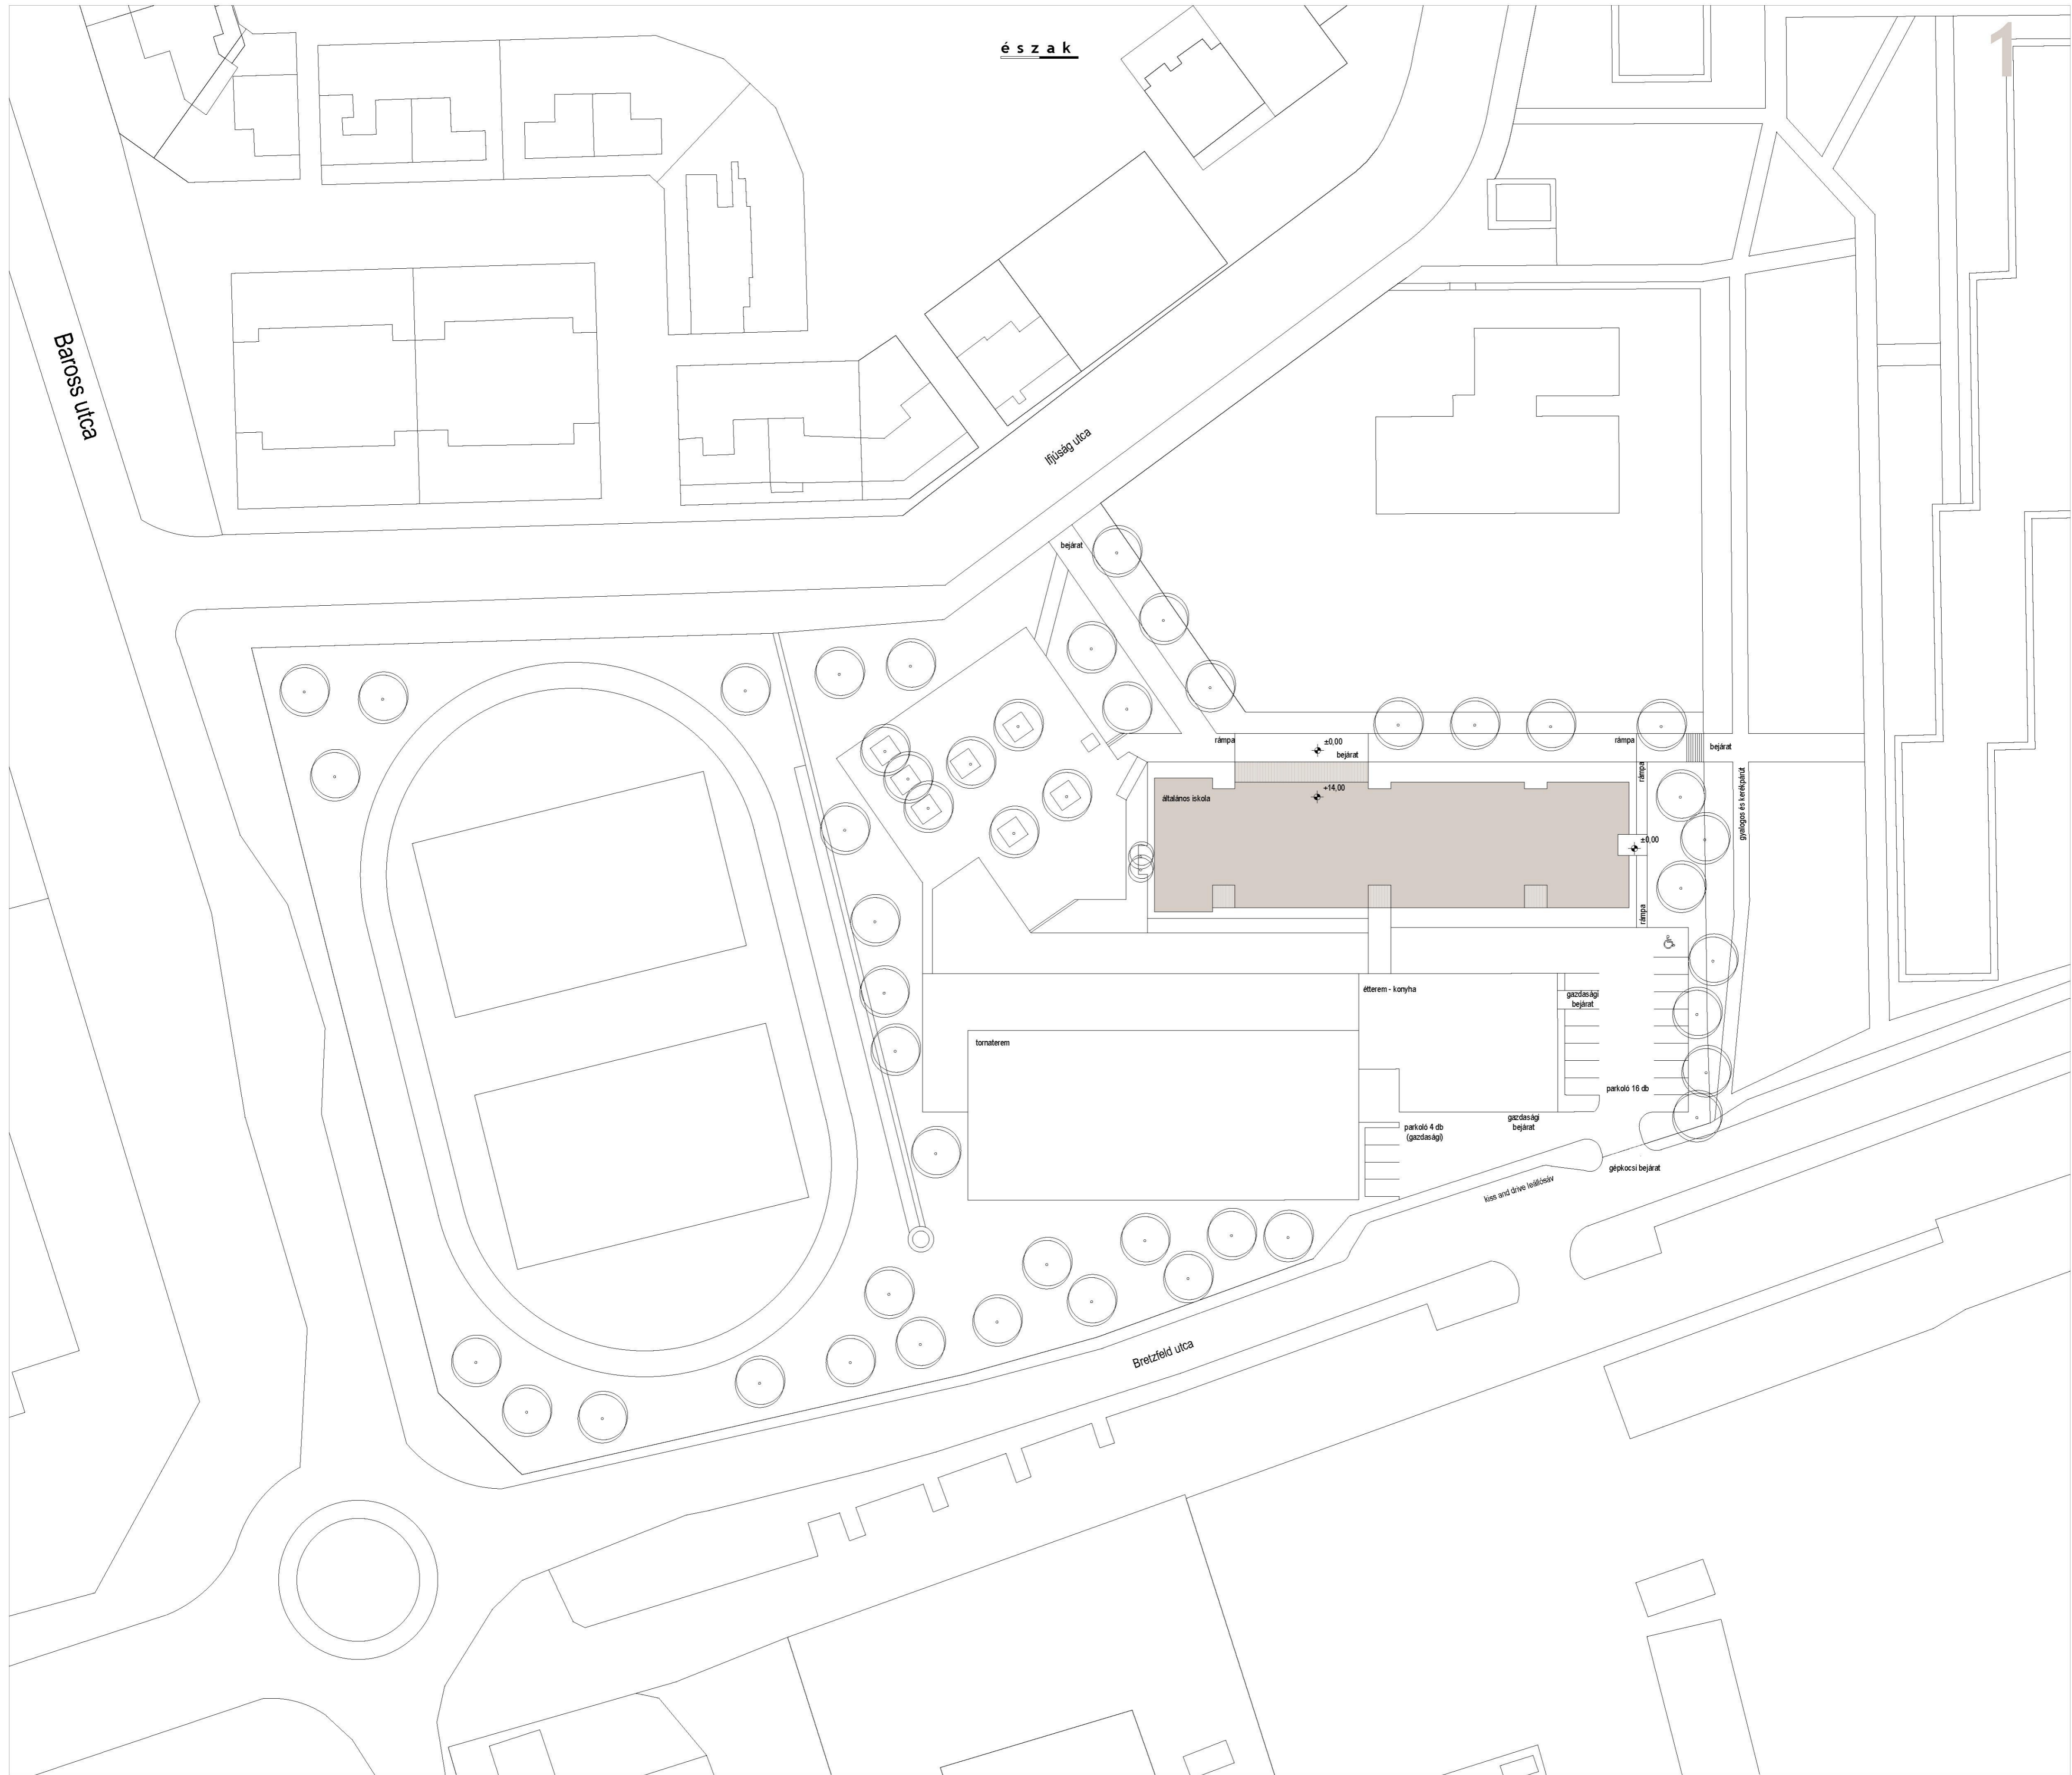 észak
1
Baross utca
Ifjúság utca
bejárat
rámpa
±0,00
bejárat
rámpa
bejárat
rámpa
általános iskola
+14,00
gyalogos és kerékpárút
±0,00
rámpa
étterem - konyha
gazdasági
bejárat
tornaterem
parkoló 16 db
gazdasági
bejárat
parkoló 4 db
(gazdasági)
gépkocsi bejárat
kiss and drive leállósáv
Bretzfeld utca